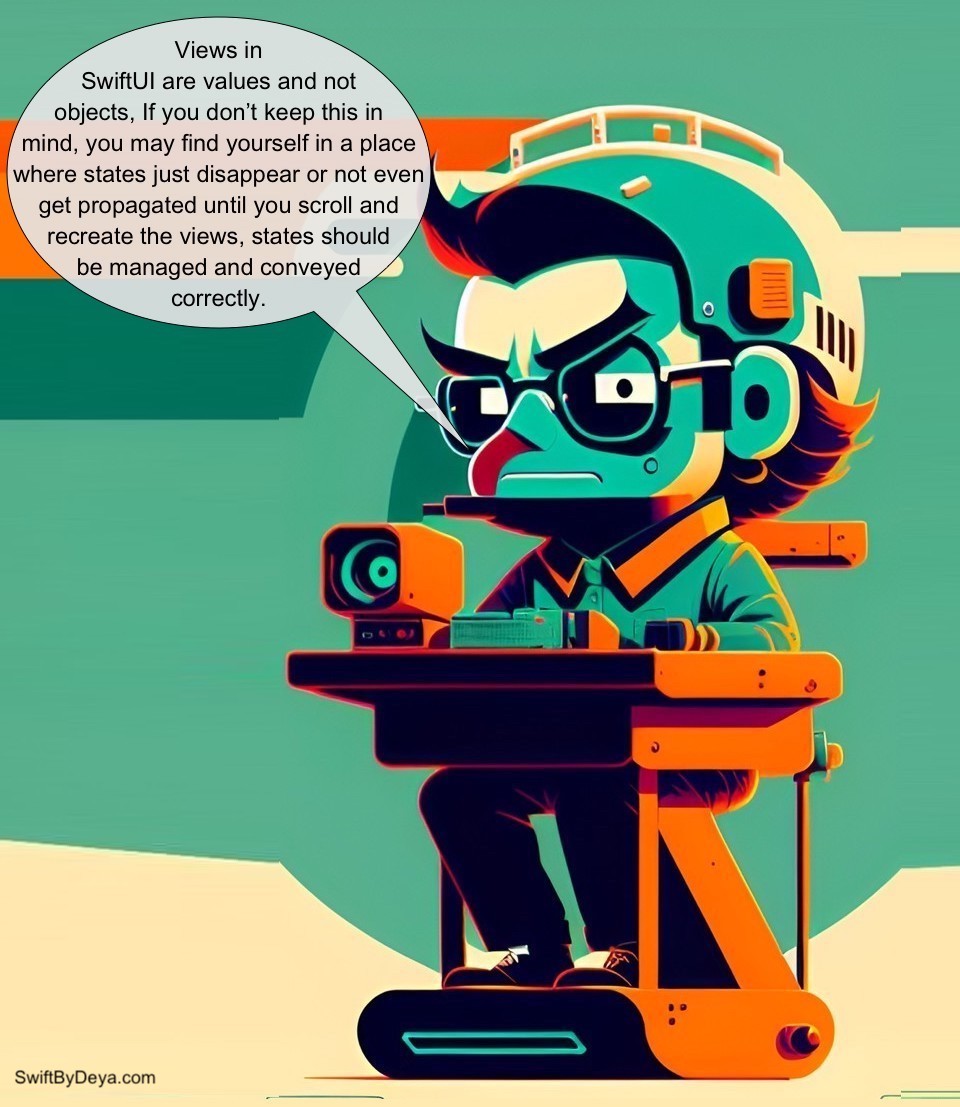 Views in
SwiftUI are values and not
objects, If you don’t keep this in
mind, you may find yourself in a place
where states just disappear or not even
get propagated until you scroll and
recreate the views, states should
be managed and conveyed
correctly.
SwiftByDeya.com